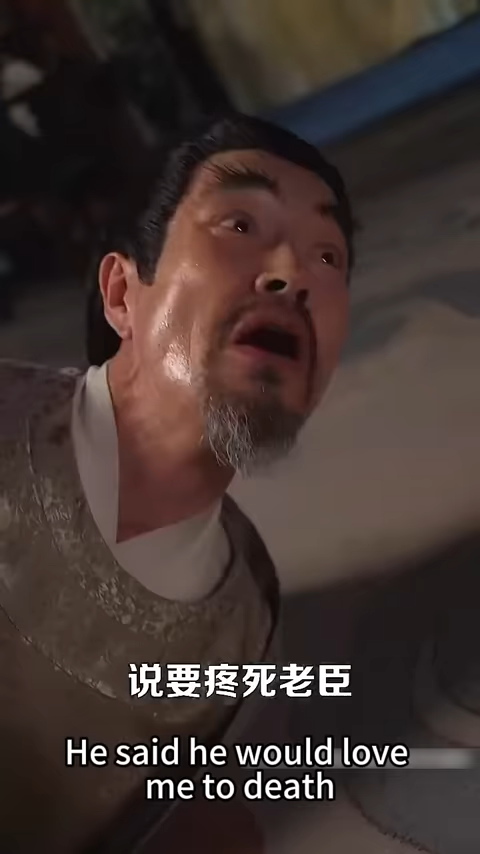 说要疼死老臣
He said he would love
me to death